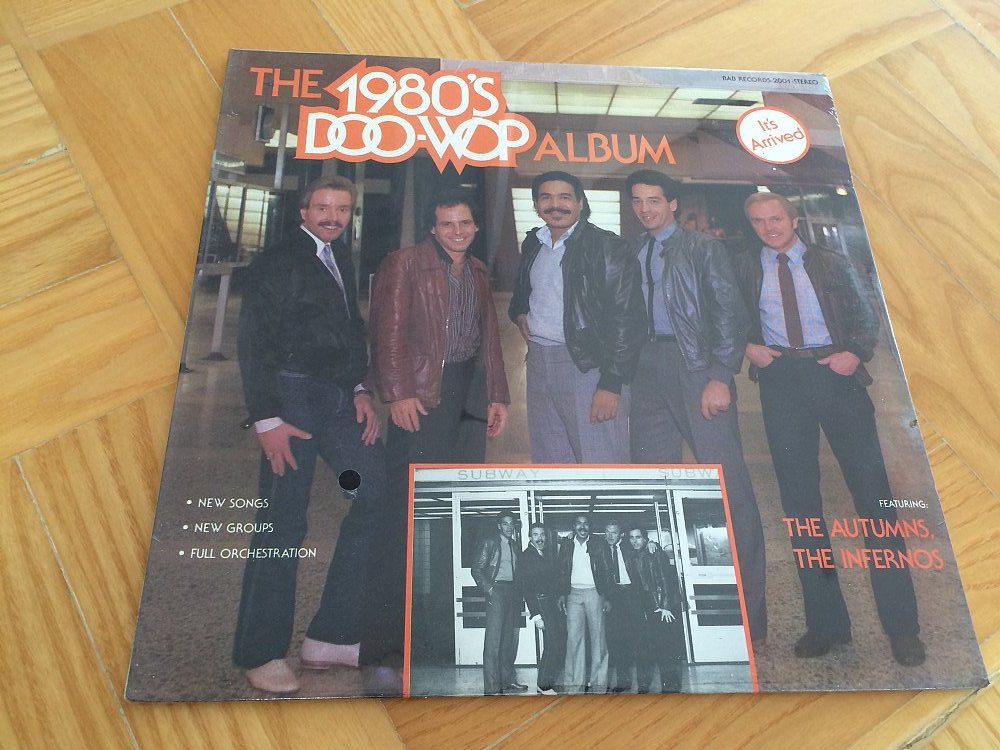 THE 1980'S
DOO-WOP ALBUM
BAB RECORDS-2001-STEREO
It's
Arrived
• NEW SONGS
• NEW GROUPS
• FULL ORCHESTRATION
SUBWAY SUBW
FEATURING:
THE AUTUMNS,
THE INFERNOS